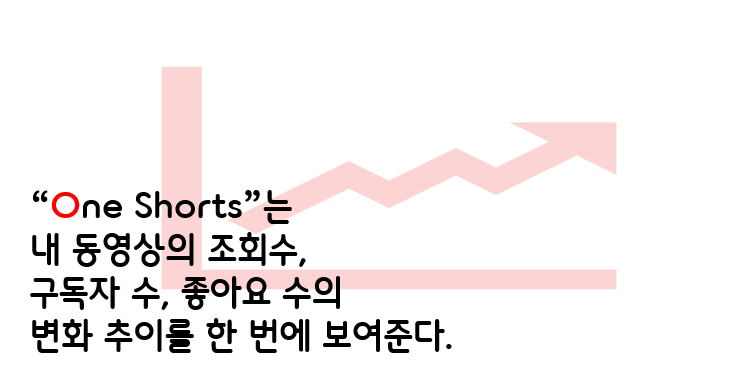 “One Shorts”는
내 동영상의 조회수,
구독자 수, 좋아요 수의
변화 추이를 한 번에 보여준다.